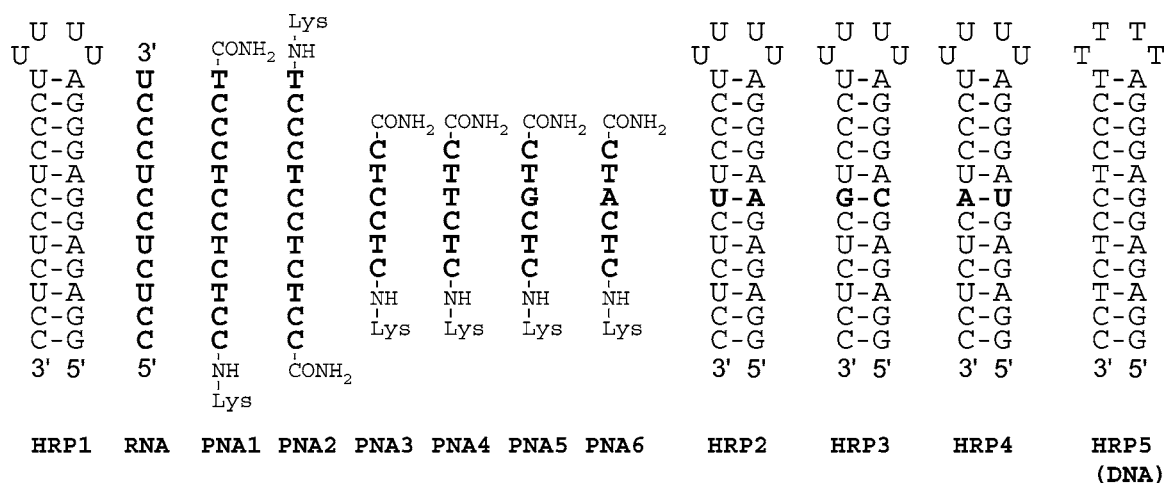 Lys
U U U U U U U U T T
U U 3' CONH₂ NH U U U U U U T T
U-A U T T U-A U-A U-A T-A
C-G C C C C-G C-G C-G C-G
C-G C C C CONH₂ CONH₂ CONH₂ CONH₂ C-G C-G C-G C-G
C-G C C C C C C C C-G C-G C-G C-G
U-A U T T T T T T U-A U-A U-A T-A
C-G C C C C T G A U-A G-C A-U C-G
C-G C C C C C C C C-G C-G C-G C-G
U-A U T T T T T T U-A U-A U-A T-A
C-G C C C C C C C C-G C-G C-G C-G
U-A U T T NH NH NH NH U-A U-A U-A T-A
C-G C C C Lys Lys Lys Lys C-G C-G C-G C-G
C-G C C C C-G C-G C-G C-G
3' 5' 5' NH CONH₂ 3' 5' 3' 5' 3' 5' 3' 5'
Lys
HRP1 RNA PNA1 PNA2 PNA3 PNA4 PNA5 PNA6 HRP2 HRP3 HRP4 HRP5
(DNA)